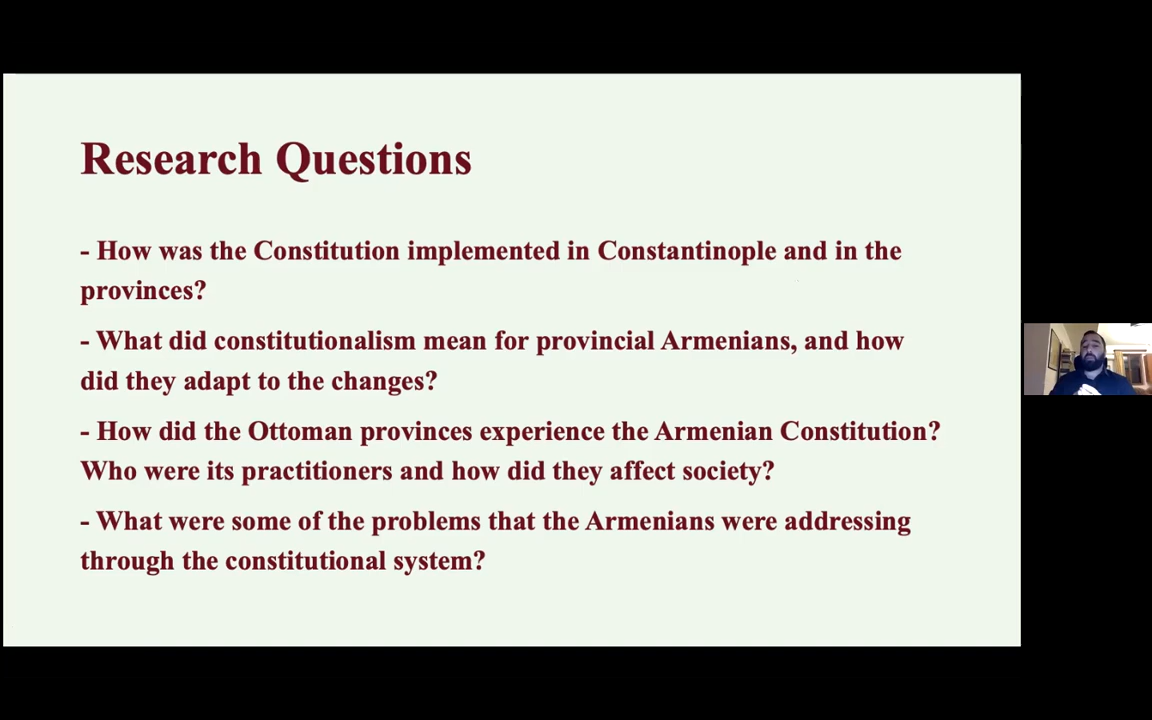 Research Questions
- How was the Constitution implemented in Constantinople and in the
provinces?
- What did constitutionalism mean for provincial Armenians, and how
did they adapt to the changes?
- How did the Ottoman provinces experience the Armenian Constitution?
Who were its practitioners and how did they affect society?
- What were some of the problems that the Armenians were addressing
through the constitutional system?